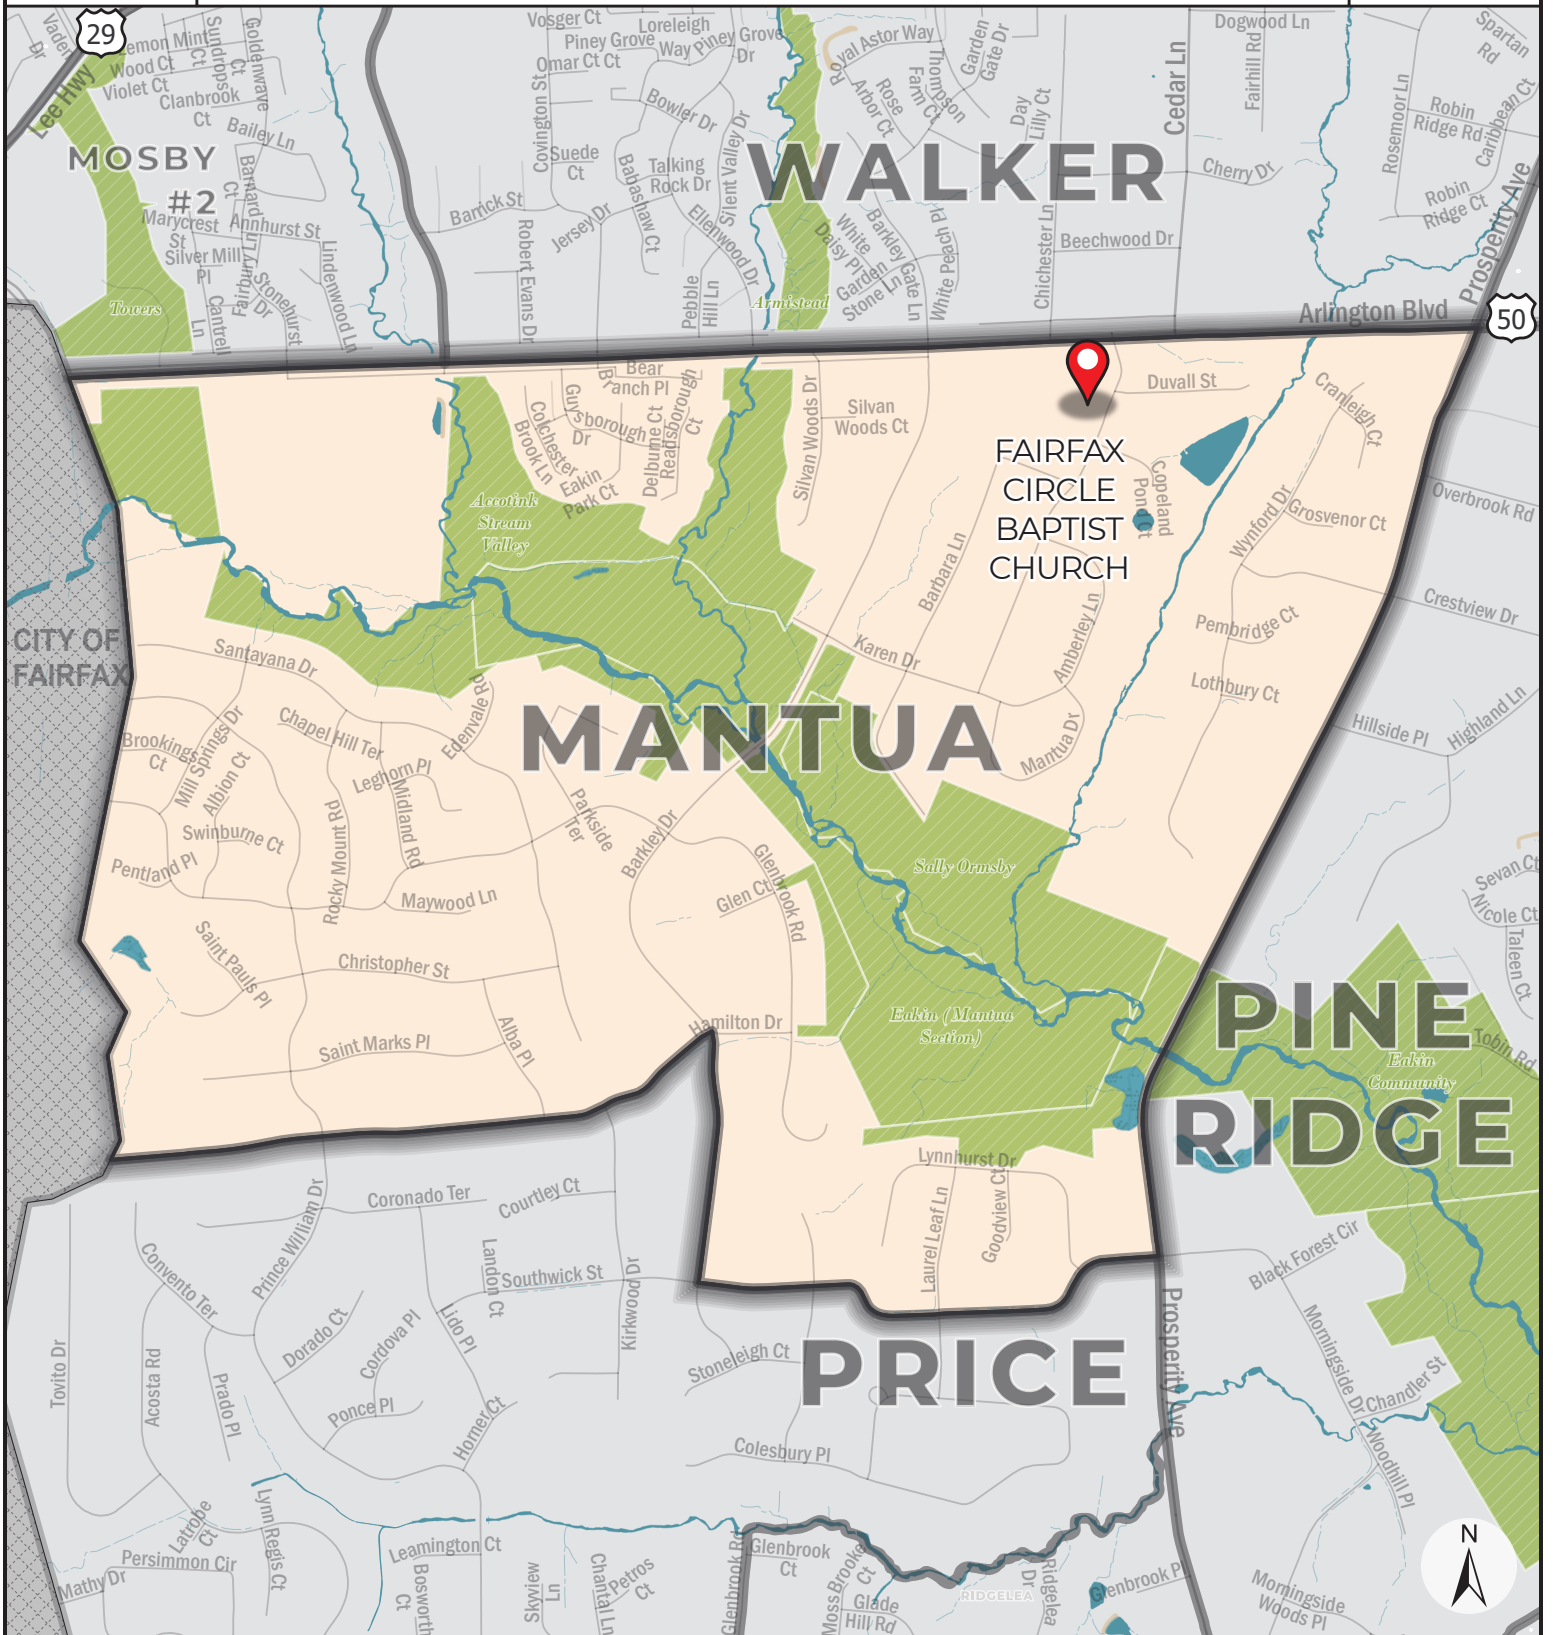 29
50
N
Vaden
Dr
Lee Hwy
Lemon Mint
Ct
Wood Ct
Violet Ct
Clanbrook
Ct
Sundrops
Ct
Goldenwave
Bailey Ln
MOSBY
#2
Barnard
Ct
Marycrest
St
Annhurst St
Silver Mill
Pl
Fairbury Ln
Stonehurst
Dr
Lindenwood Ln
Cantrell
Ln
Towers
Vosger Ct
Loreleigh
Way
Piney Grove
Piney Grove
Dr
Omar Ct Ct
Covington St
Bowler Dr
Suede
Ct
Babashaw Ct
Talking
Rock Dr
Silent Valley Dr
Ellenwood Dr
Barrick St
Robert Evans Dr
Jersey Dr
Pebble
Hill Ln
Armistead
WALKER
Royal Astor Way
Rose
Arbor Ct
Thompson
Farm Ct
Garden
Gate Dr
Day
Lilly Ct
White
Daisy Pl
Barkley Gate Ln
Garden
Stone Ln
White Peach Pl
Chichester Ln
Beechwood Dr
Cedar Ln
Cherry Dr
Dogwood Ln
Fairhill Rd
Rosemoor Ln
Spartan
Rd
Robin
Ridge Rd
Caribbean Ct
Robin
Ridge Ct
Prosperity Ave
Arlington Blvd
Bear
Branch Pl
Guysborough
Dr
Colchester
Brook Ln
Eakin
Park Ct
Delburne Ct
Readsborough
Ct
Accotink
Stream
Valley
Silvan Woods Dr
Silvan
Woods Ct
Duvall St
FAIRFAX
CIRCLE
BAPTIST
CHURCH
Copeland
Pond Ct
Cranleigh Ct
Wynford Dr
Grosvenor Ct
Overbrook Rd
Crestview Dr
Pembridge Ct
Lothbury Ct
Hillside Pl
Highland Ln
Barbara Ln
Karen Dr
Amberley Ln
Mantua Dr
CITY OF
FAIRFAX
Santayana Dr
Chapel Hill Ter
Edenvale Rd
Mill Springs Dr
Brookings
Ct
Albion Ct
Leghorn Pl
Midland Rd
Swinburne Ct
Pentland Pl
Rocky Mount Rd
Maywood Ln
MANTUA
Parkside
Ter
Barkley Dr
Glenbrook Rd
Glen Ct
Sally Ormsby
Saint Pauls Pl
Christopher St
Saint Marks Pl
Alba Pl
Hamilton Dr
Eakin (Mantua
Section)
Sevan Ct
Nicole Ct
Taleen Ct
PINE
RIDGE
Tobin Rd
Eakin
Community
Lynnhurst Dr
Laurel Leaf Ln
Goodview Ct
Coronado Ter
Courtley Ct
Prince William Dr
Convento Ter
Landon Ct
Southwick St
Kirkwood Dr
Black Forest Cir
Tovito Dr
Acosta Rd
Prado Pl
Dorado Ct
Cordova Pl
Lido Pl
Ponce Pl
Horner Ct
Stoneleigh Ct
PRICE
Prosperity Ave
Morningside Dr
Chandler St
Woodhill Pl
Colesbury Pl
Latrobe
Ct
Lynn Regis Ct
Persimmon Cir
Mathy Dr
Leamington Ct
Bosworth
Ct
Skyview
Ln
Chantal Ln
Petros
Ct
Glenbrook Rd
Glenbrook
Ct
Moss Brooke
Ct
Glade
Hill Rd
RIDGELEA
Ridgelea
Dr
Glenbrook Pl
Morningside
Woods Pl